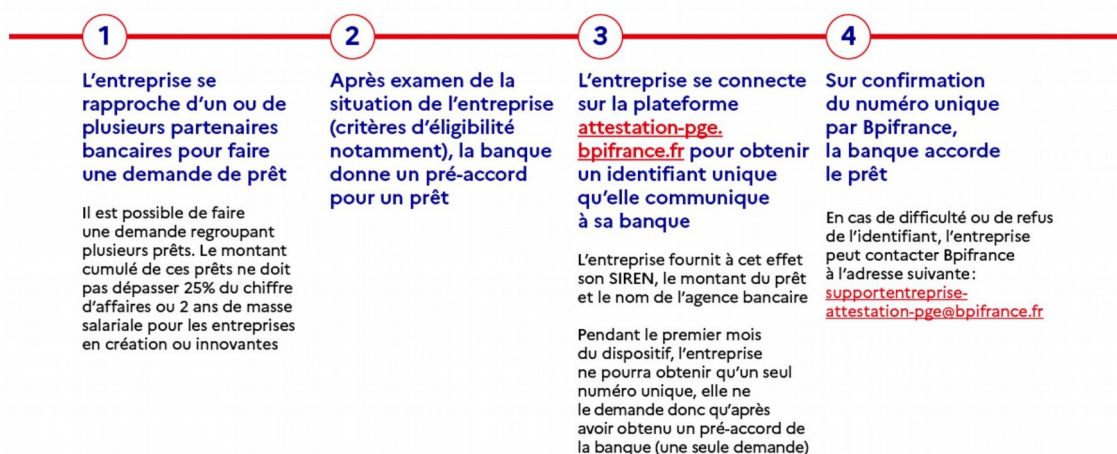 1
L'entreprise se
rapproche d'un ou de
plusieurs partenaires
bancaires pour faire
une demande de prêt
Il est possible de faire
une demande regroupant
plusieurs prêts. Le montant
cumulé de ces prêts ne doit
pas dépasser 25% du chiffre
d'affaires ou 2 ans de masse
salariale pour les entreprises
en création ou innovantes
2
Après examen de la
situation de l'entreprise
(critères d'éligibilité
notamment), la banque
donne un pré-accord
pour un prêt
3
L'entreprise se connecte
sur la plateforme
attestation-pge.
bpifrance.fr pour obtenir
un identifiant unique
qu'elle communique
à sa banque
L'entreprise fournit à cet effet
son SIREN, le montant du prêt
et le nom de l'agence bancaire
Pendant le premier mois
du dispositif, l'entreprise
ne pourra obtenir qu'un seul
numéro unique, elle ne
le demande donc qu'après
avoir obtenu un pré-accord de
la banque (une seule demande)
4
Sur confirmation
du numéro unique
par Bpifrance,
la banque accorde
le prêt
En cas de difficulté ou de refus
de l'identifiant, l'entreprise
peut contacter Bpifrance
à l'adresse suivante :
supportentreprise-
attestation-pge@bpifrance.fr